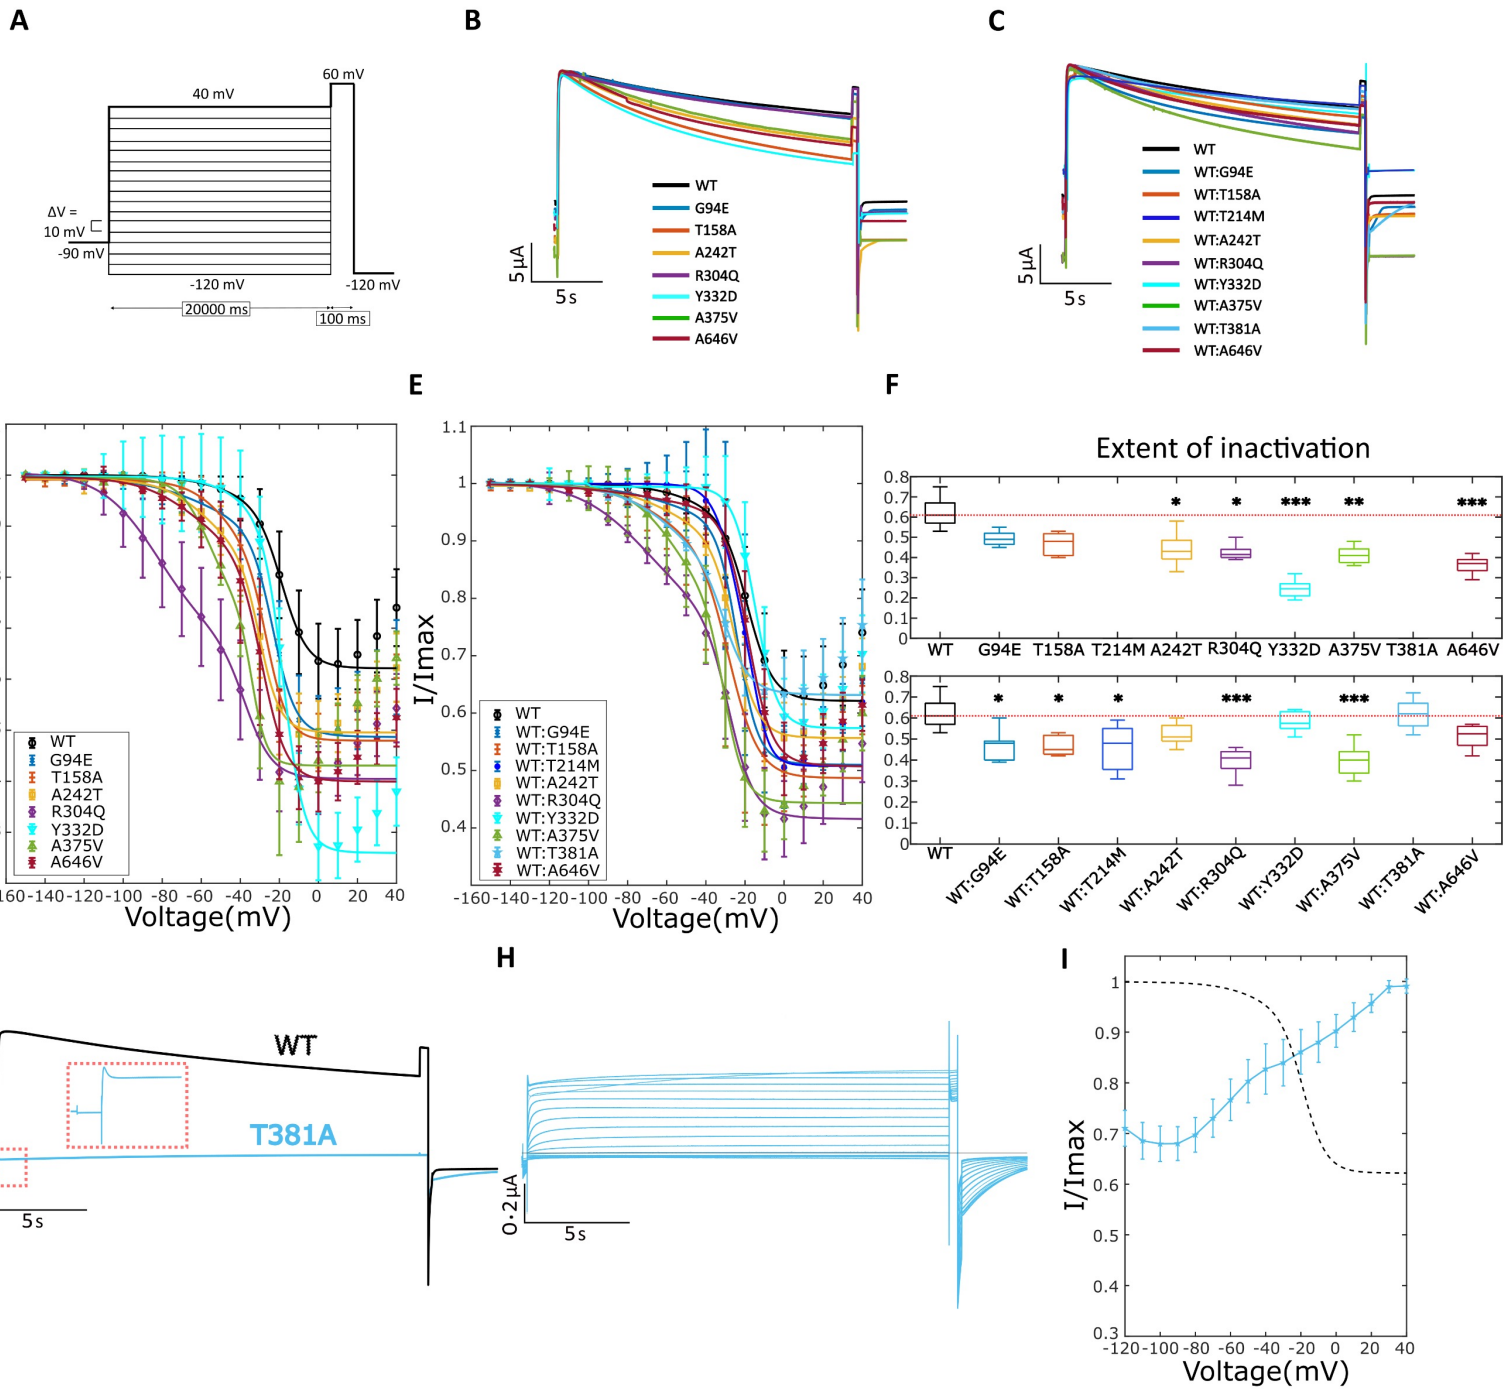 A
60 mV
40 mV
ΔV =
10 mV
-90 mV
-120 mV
-120 mV
20000 ms
100 ms
B
WT
G94E
T158A
A242T
R304Q
Y332D
A375V
A646V
5 µA
5 s
C
WT
WT:G94E
WT:T158A
WT:T214M
WT:A242T
WT:R304Q
WT:Y332D
WT:A375V
WT:T381A
WT:A646V
5 µA
5 s
WT
G94E
T158A
A242T
R304Q
Y332D
A375V
A646V
-160 -140 -120 -100 -80 -60 -40 -20 0 20 40
Voltage(mV)
E
1.1
1
0.9
0.8
0.7
0.6
0.5
0.4
I/Imax
WT
WT:G94E
WT:T158A
WT:T214M
WT:A242T
WT:R304Q
WT:Y332D
WT:A375V
WT:T381A
WT:A646V
-160 -140 -120 -100 -80 -60 -40 -20 0 20 40
Voltage(mV)
F
Extent of inactivation
0.8
0.7
0.6
0.5
0.4
0.3
0.2
0.1
0
* * *** ** ***
WT G94E T158A T214M A242T R304Q Y332D A375V T381A A646V
0.8
0.7
0.6
0.5
0.4
0.3
0.2
0.1
0
* * * *** ***
WT WT:G94E WT:T158A WT:T214M WT:A242T WT:R304Q WT:Y332D WT:A375V WT:T381A WT:A646V
WT
T381A
5 s
H
0·2 µA
5 s
I
1
0.9
0.8
0.7
0.6
0.5
0.4
0.3
I/Imax
-120 -100 -80 -60 -40 -20 0 20 40
Voltage(mV)